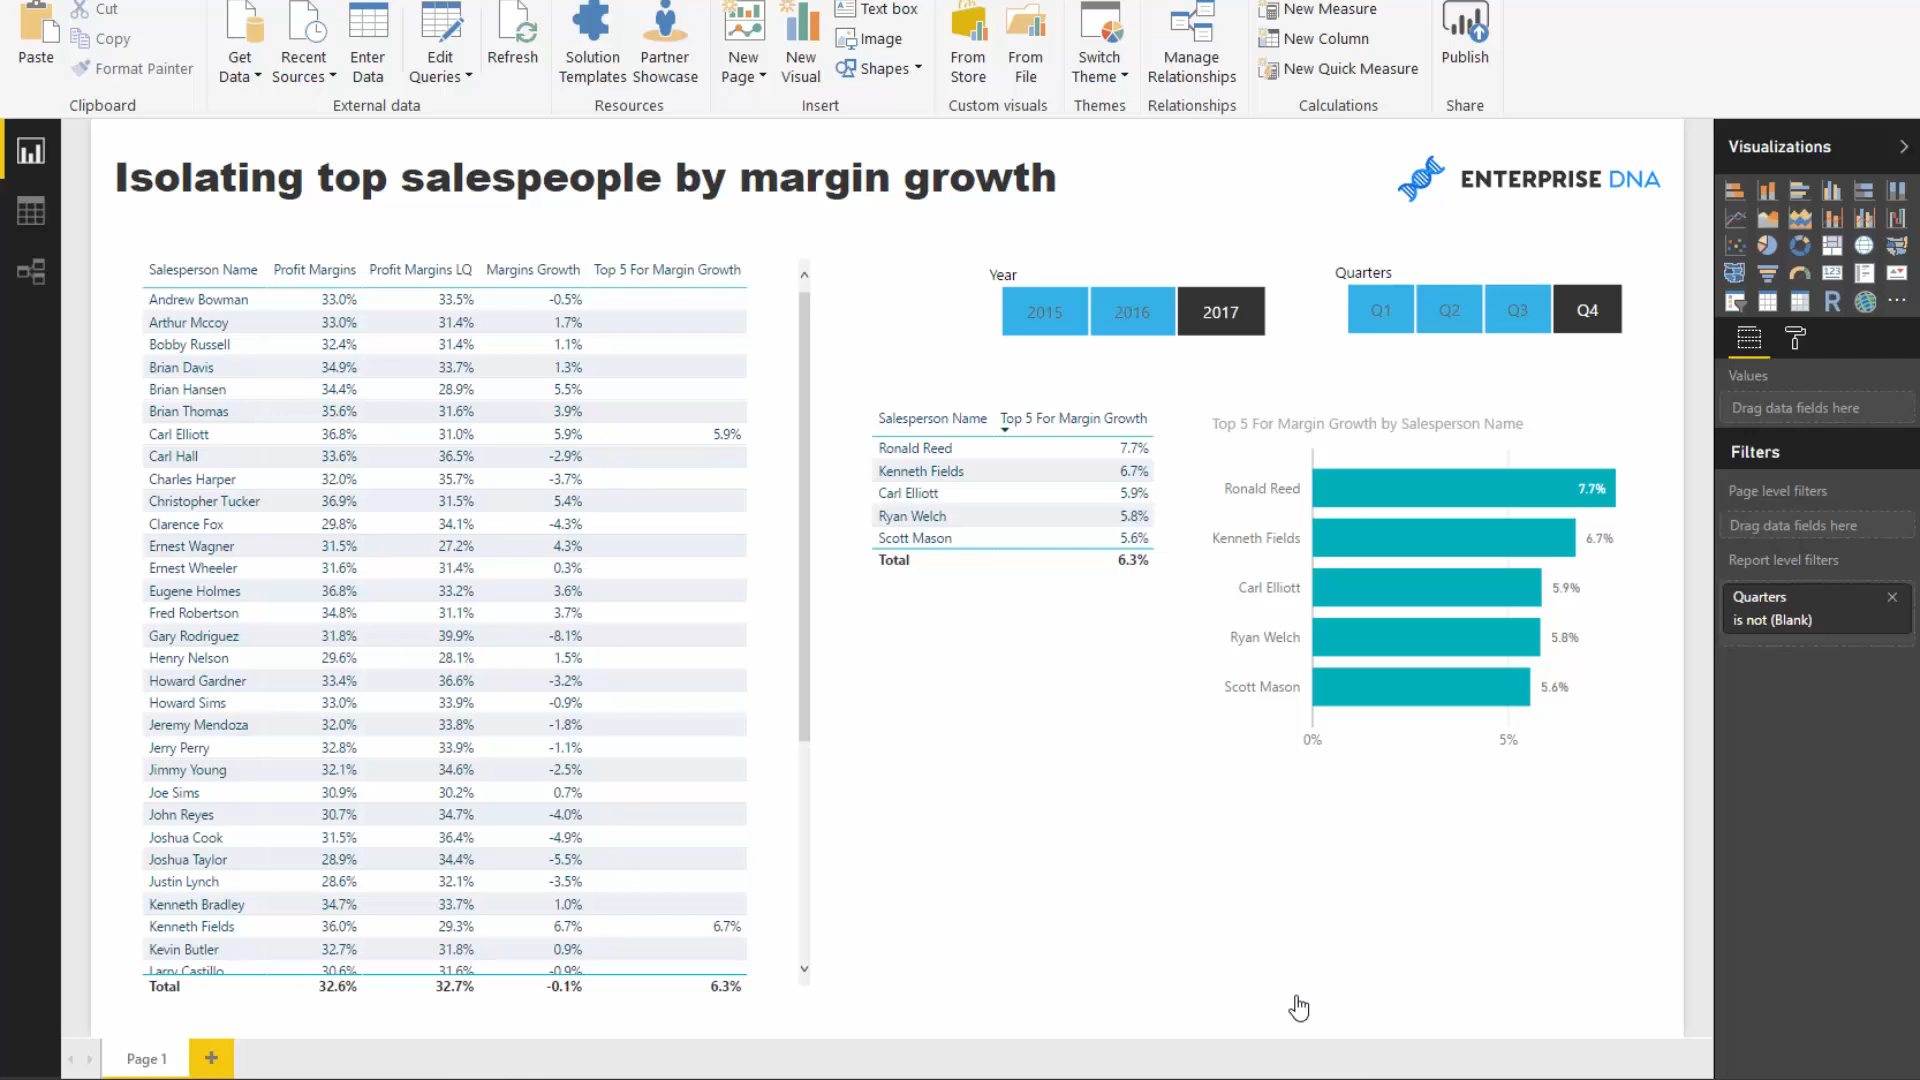 Cut
Copy
Format Painter
Paste
Clipboard
Get Data
Recent Sources
Enter Data
Edit Queries
Refresh
External data
Solution Templates
Partner Showcase
Resources
New Page
New Visual
Text box
Image
Shapes
Insert
From Store
From File
Custom visuals
Switch Theme
Themes
Manage Relationships
Relationships
New Measure
New Column
New Quick Measure
Calculations
Publish
Share
Isolating top salespeople by margin growth
ENTERPRISE DNA
Salesperson Name Profit Margins Profit Margins LQ Margins Growth Top 5 For Margin Growth
Andrew Bowman 33.0% 33.5% -0.5%
Arthur Mccoy 33.0% 31.4% 1.7%
Bobby Russell 32.4% 31.4% 1.1%
Brian Davis 34.9% 33.7% 1.3%
Brian Hansen 34.4% 28.9% 5.5%
Brian Thomas 35.6% 31.6% 3.9%
Carl Elliott 36.8% 31.0% 5.9% 5.9%
Carl Hall 33.6% 36.5% -2.9%
Charles Harper 32.0% 35.7% -3.7%
Christopher Tucker 36.9% 31.5% 5.4%
Clarence Fox 29.8% 34.1% -4.3%
Ernest Wagner 31.5% 27.2% 4.3%
Ernest Wheeler 31.6% 31.4% 0.3%
Eugene Holmes 36.8% 33.2% 3.6%
Fred Robertson 34.8% 31.1% 3.7%
Gary Rodriguez 31.8% 39.9% -8.1%
Henry Nelson 29.6% 28.1% 1.5%
Howard Gardner 33.4% 36.6% -3.2%
Howard Sims 33.0% 33.9% -0.9%
Jeremy Mendoza 32.0% 33.8% -1.8%
Jerry Perry 32.8% 33.9% -1.1%
Jimmy Young 32.1% 34.6% -2.5%
Joe Sims 30.9% 30.2% 0.7%
John Reyes 30.7% 34.7% -4.0%
Joshua Cook 31.5% 36.4% -4.9%
Joshua Taylor 28.9% 34.4% -5.5%
Justin Lynch 28.6% 32.1% -3.5%
Kenneth Bradley 34.7% 33.7% 1.0%
Kenneth Fields 36.0% 29.3% 6.7% 6.7%
Kevin Butler 32.7% 31.8% 0.9%
Larry Castillo 30.6% 31.6% -0.9%
Total 32.6% 32.7% -0.1% 6.3%
Year
2015 2016 2017
Quarters
Q1 Q2 Q3 Q4
Salesperson Name Top 5 For Margin Growth
Ronald Reed 7.7%
Kenneth Fields 6.7%
Carl Elliott 5.9%
Ryan Welch 5.8%
Scott Mason 5.6%
Total 6.3%
Top 5 For Margin Growth by Salesperson Name
Ronald Reed 7.7%
Kenneth Fields 6.7%
Carl Elliott 5.9%
Ryan Welch 5.8%
Scott Mason 5.6%
0% 5%
Visualizations
123
R
Values
Drag data fields here
Filters
Page level filters
Drag data fields here
Report level filters
Quarters
is not (Blank)
Page 1